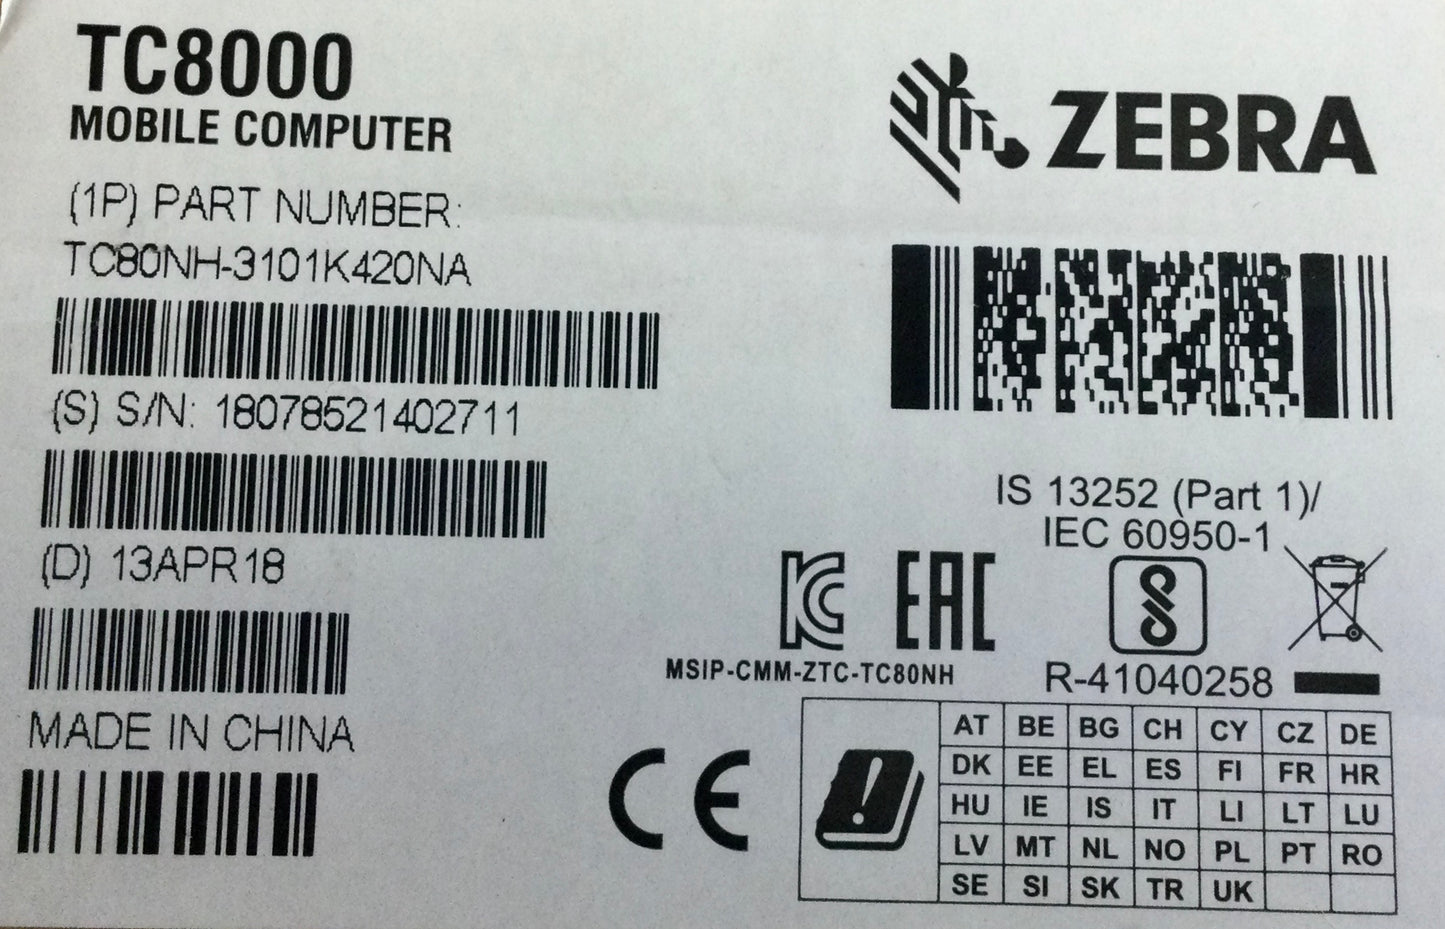 TC8000
MOBILE COMPUTER
ZEBRA
(1P) PART NUMBER:
TC80NH-3101K420NA
(S) S/N: 18078521402711
(D) 13APR18
MADE IN CHINA
IS 13252 (Part 1)/
IEC 60950-1
KC EAC
MSIP-CMM-ZTC-TC80NH
R-41040258
CE
!
AT BE BG CH CY CZ DE
DK EE EL ES FI FR HR
HU IE IS IT LI LT LU
LV MT NL NO PL PT RO
SE SI SK TR UK